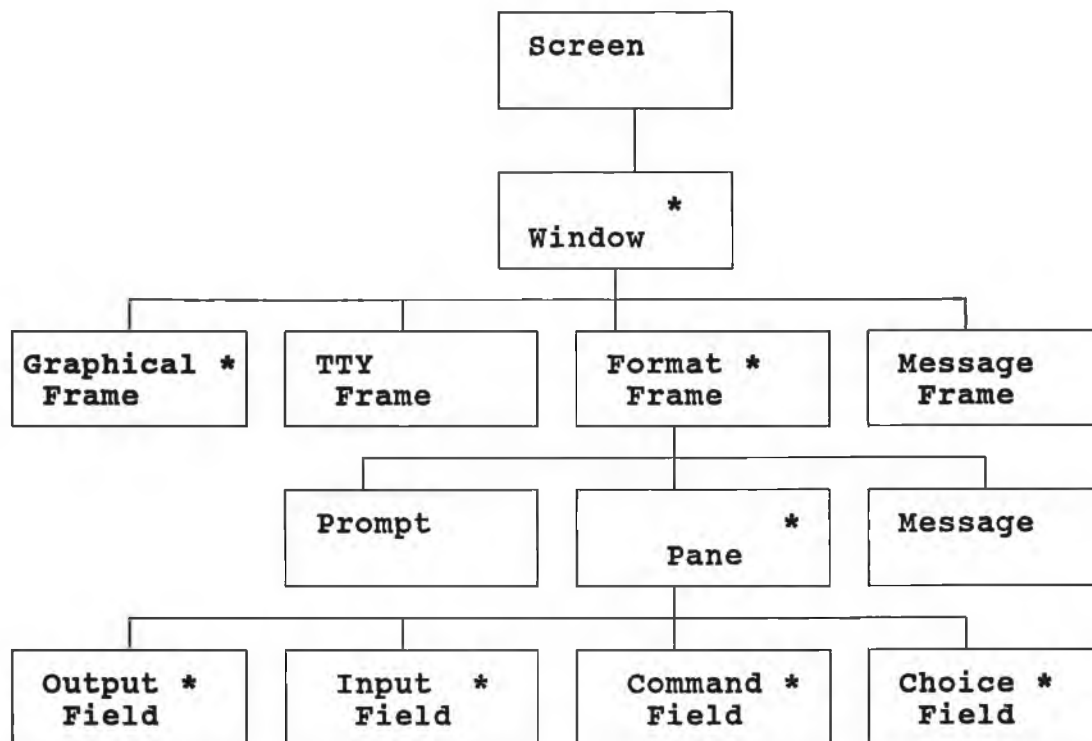 Screen
*
Window
Graphical *
Frame
TTY
Frame
Format *
Frame
Message
Frame
Prompt
*
Pane
Message
Output *
Field
Input *
Field
Command *
Field
Choice *
Field